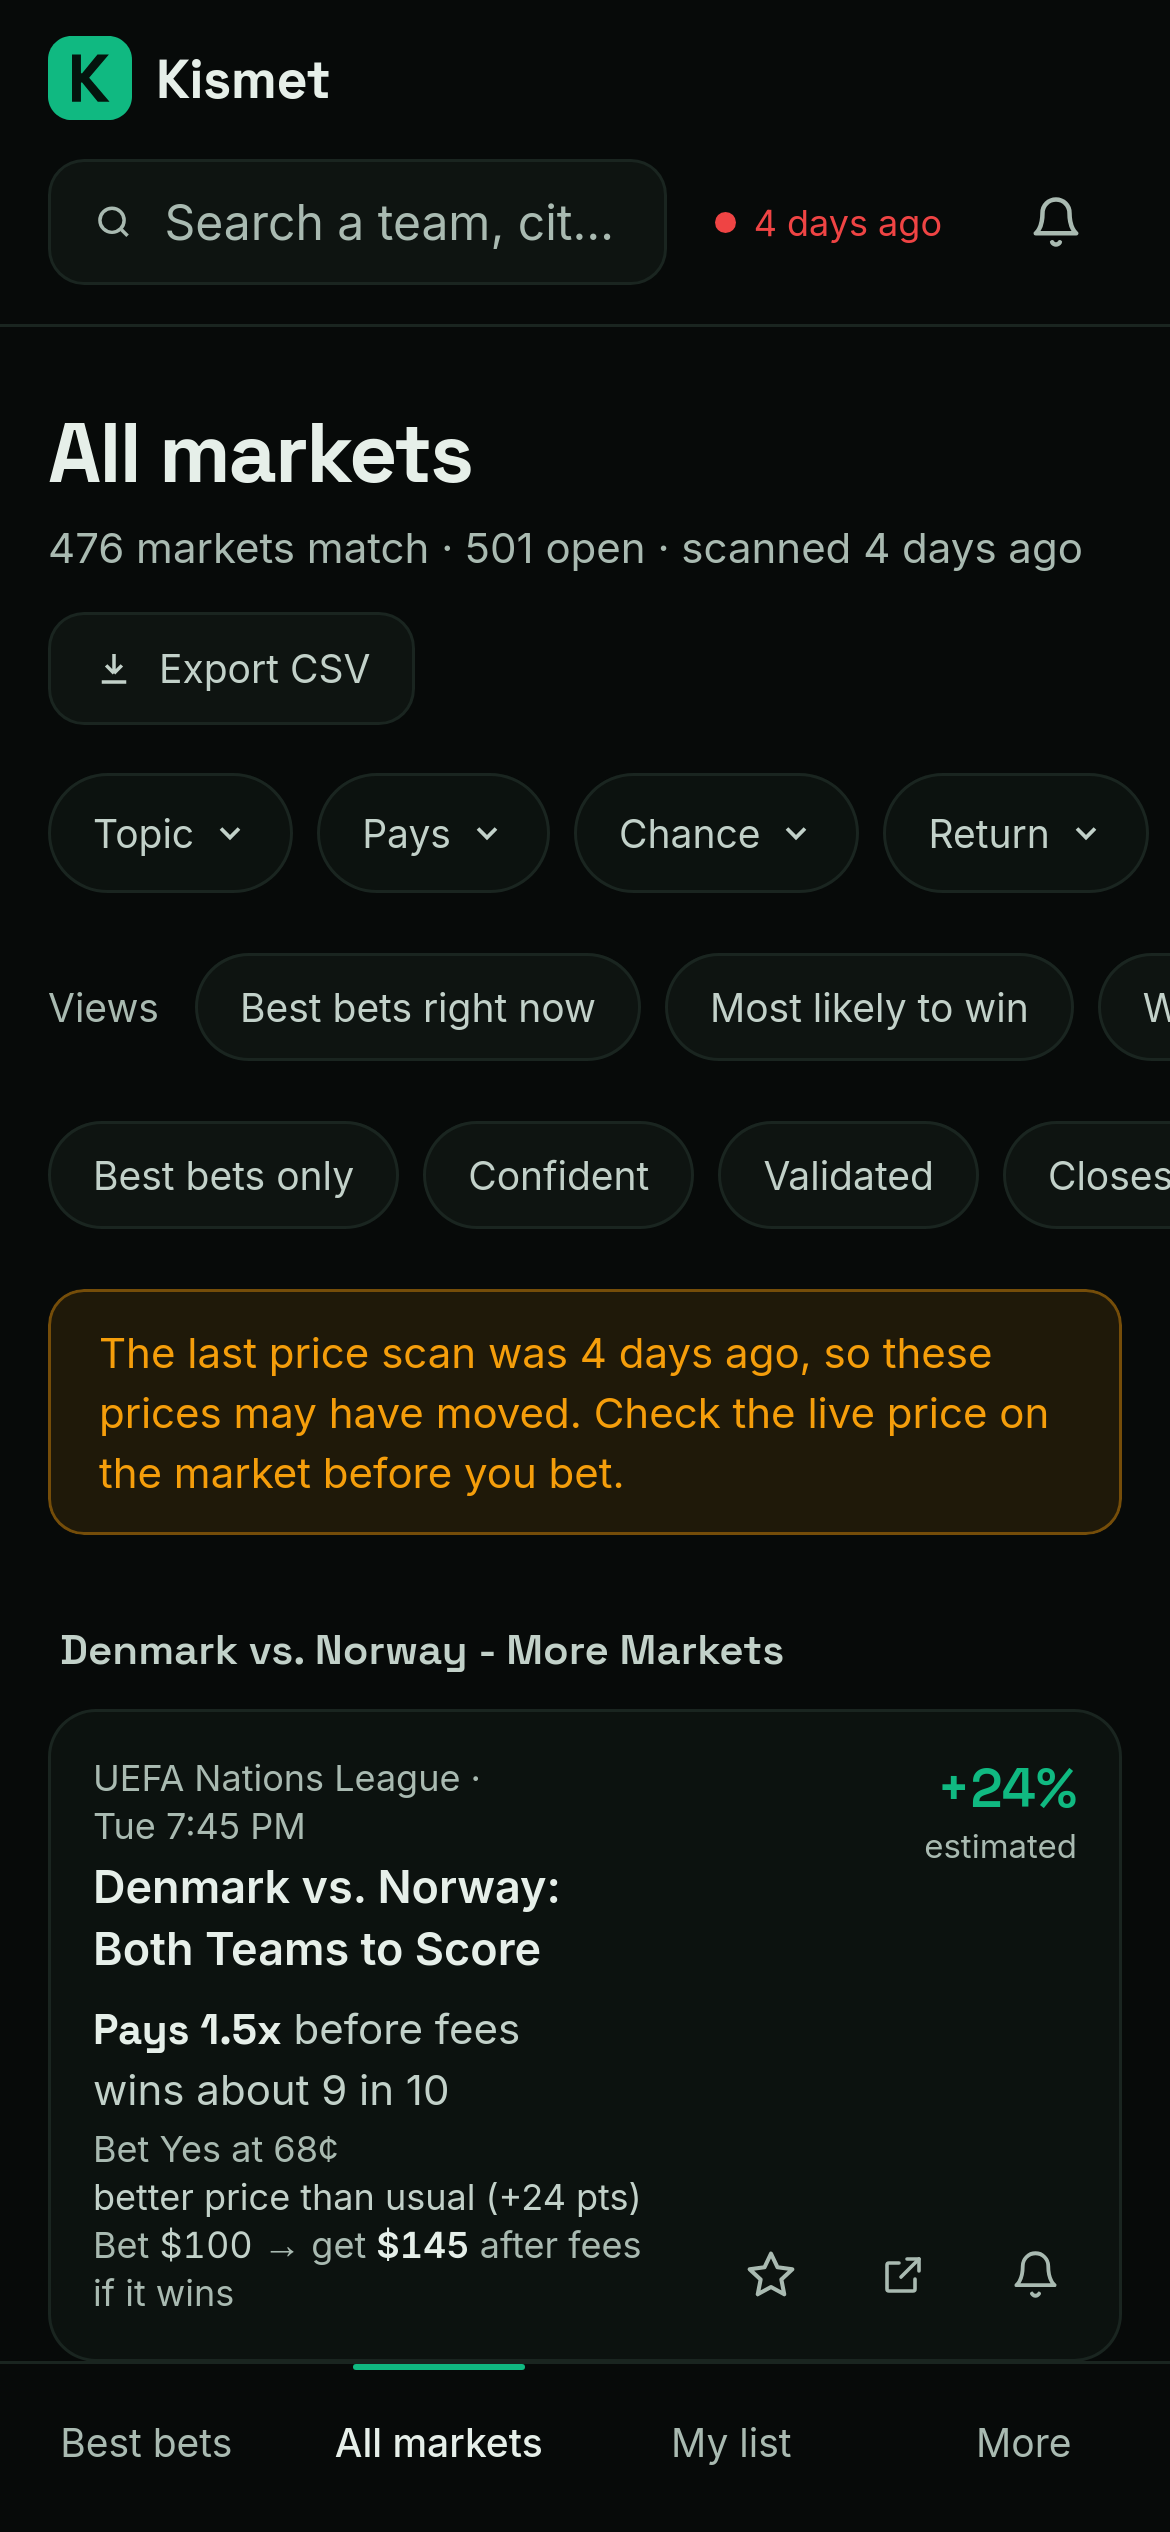 K Kismet
Search a team, cit...
4 days ago
All markets
476 markets match · 501 open · scanned 4 days ago
Export CSV
Topic Pays Chance Return
Views Best bets right now Most likely to win W
Best bets only Confident Validated Closes
The last price scan was 4 days ago, so these
prices may have moved. Check the live price on
the market before you bet.
Denmark vs. Norway - More Markets
UEFA Nations League ·
Tue 7:45 PM
+24%
estimated
Denmark vs. Norway:
Both Teams to Score
Pays 1.5x before fees
wins about 9 in 10
Bet Yes at 68¢
better price than usual (+24 pts)
Bet $100 → get $145 after fees
if it wins
Best bets All markets My list More